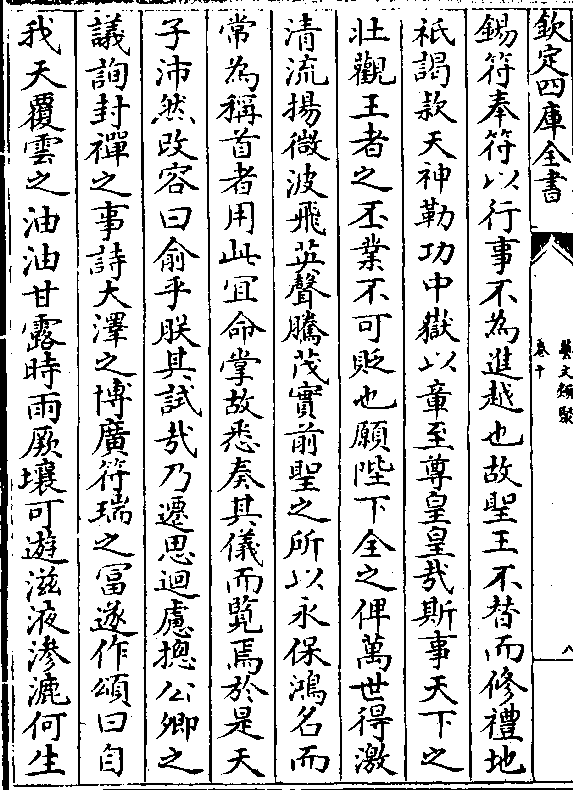 欽定四庫全書
藝文類聚
卷十
八
錫符奉符以行事不為進越也故聖王不替而修禮地
祇謁款天神勒功中嶽以章至尊皇皇哉斯事天下之
壯觀王者之丕業不可貶也願陛下全之俾萬世得激
清流揚微波飛英聲騰茂實前聖之所以永保鴻名而
常為稱首者用此宜命掌故悉奏其儀而覽焉於是天
子沛然改容曰俞乎朕其試哉乃遷思迴慮揔公卿之
議詢封禪之事詩大澤之博廣符瑞之富遂作頌曰自
我天覆雲之油油甘露時雨厥壤可遊滋液渗漉何生